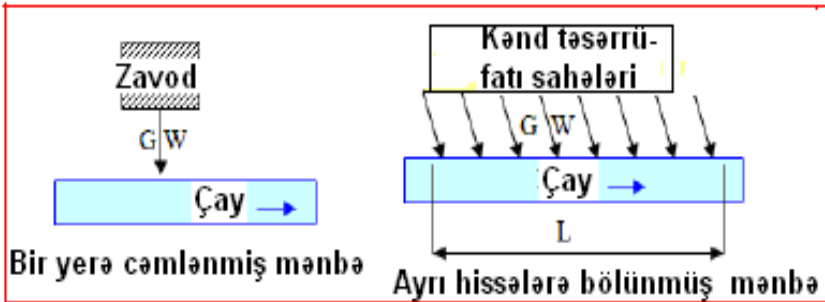 Zavod
G W
Çay
Bir yerə cəmlənmiş mənbə
Kənd təsərrü-
fatı sahələri
G W
Çay
L
Ayrı hissələrə bölünmüş mənbə